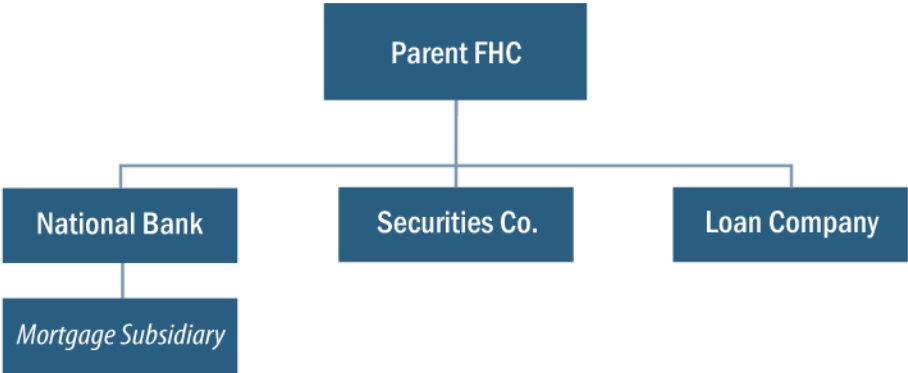 Parent FHC
National Bank
Securities Co.
Loan Company
Mortgage Subsidiary